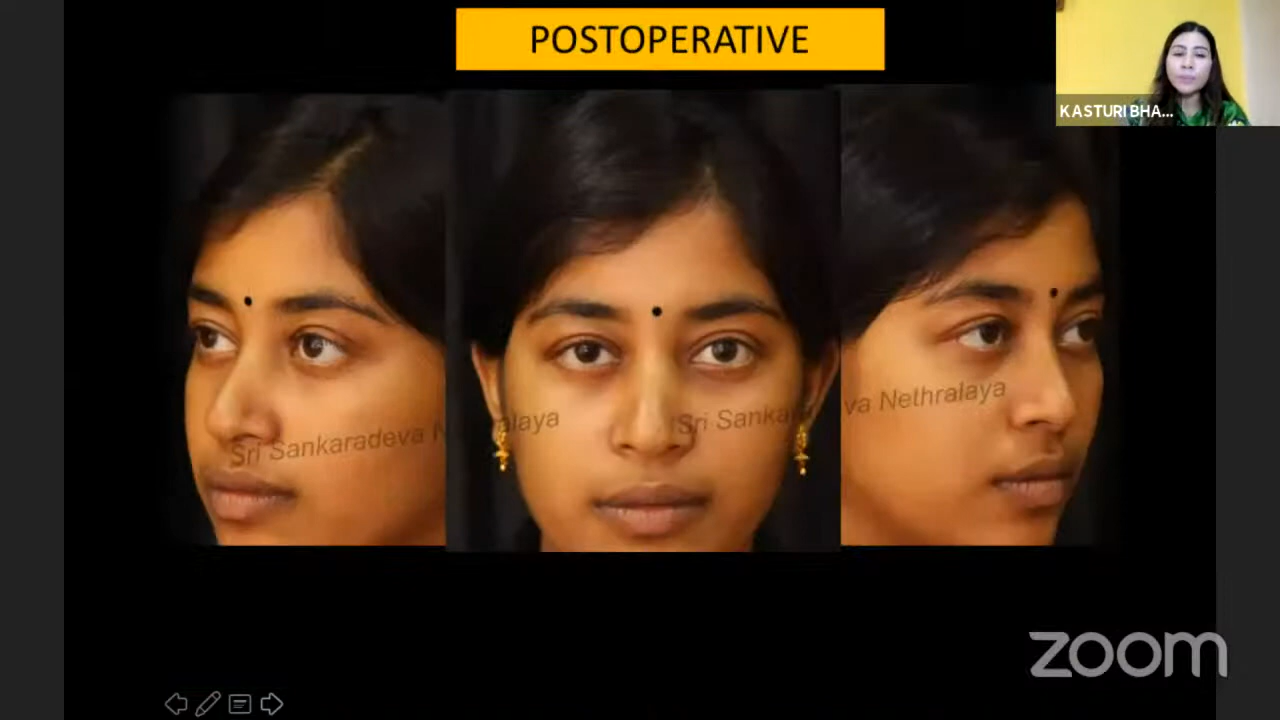 POSTOPERATIVE
KASTURI BHA...
Sri Sankaradeva N
alaya
Sri Sanka
va Nethralaya
zoom